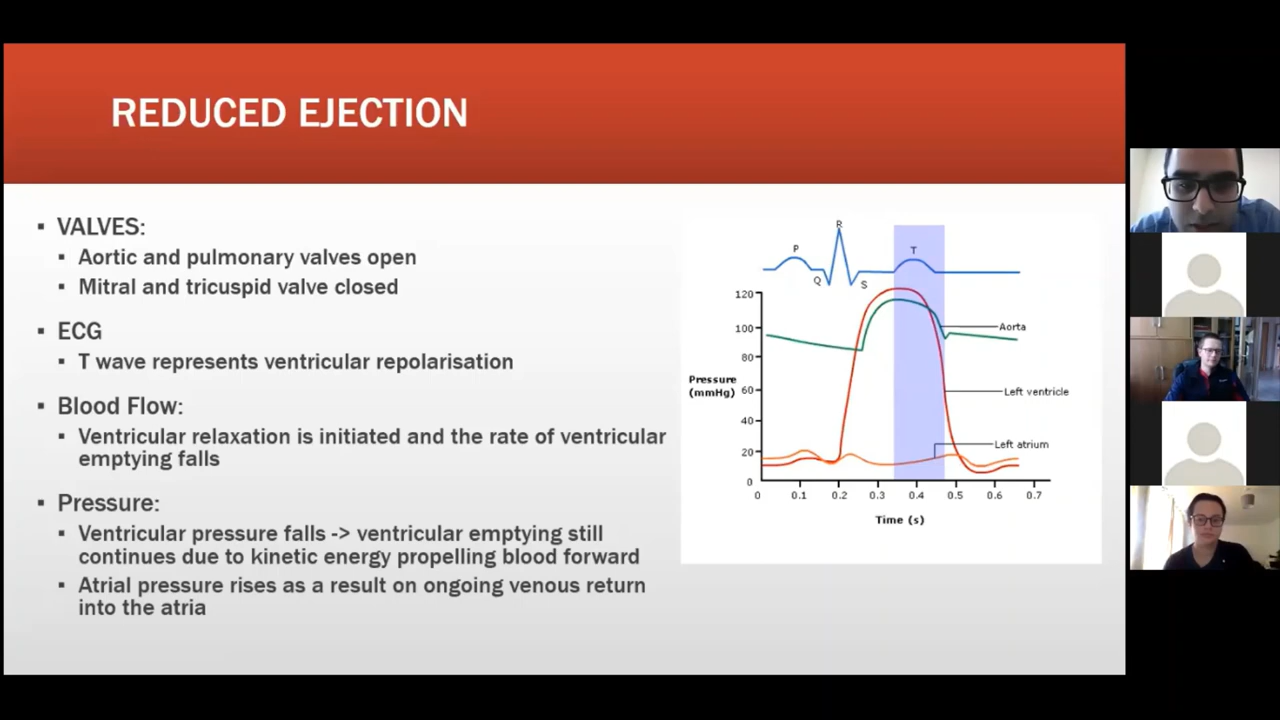 REDUCED EJECTION
▪ VALVES:
▪ Aortic and pulmonary valves open
▪ Mitral and tricuspid valve closed
▪ ECG
▪ T wave represents ventricular repolarisation
▪ Blood Flow:
▪ Ventricular relaxation is initiated and the rate of ventricular
emptying falls
▪ Pressure:
▪ Ventricular pressure falls -> ventricular emptying still
continues due to kinetic energy propelling blood forward
▪ Atrial pressure rises as a result on ongoing venous return
into the atria
R
P
T
Q
S
120
100
80
60
40
20
0
Pressure
(mmHg)
Aorta
Left ventricle
Left atrium
0 0.1 0.2 0.3 0.4 0.5 0.6 0.7
Time (s)